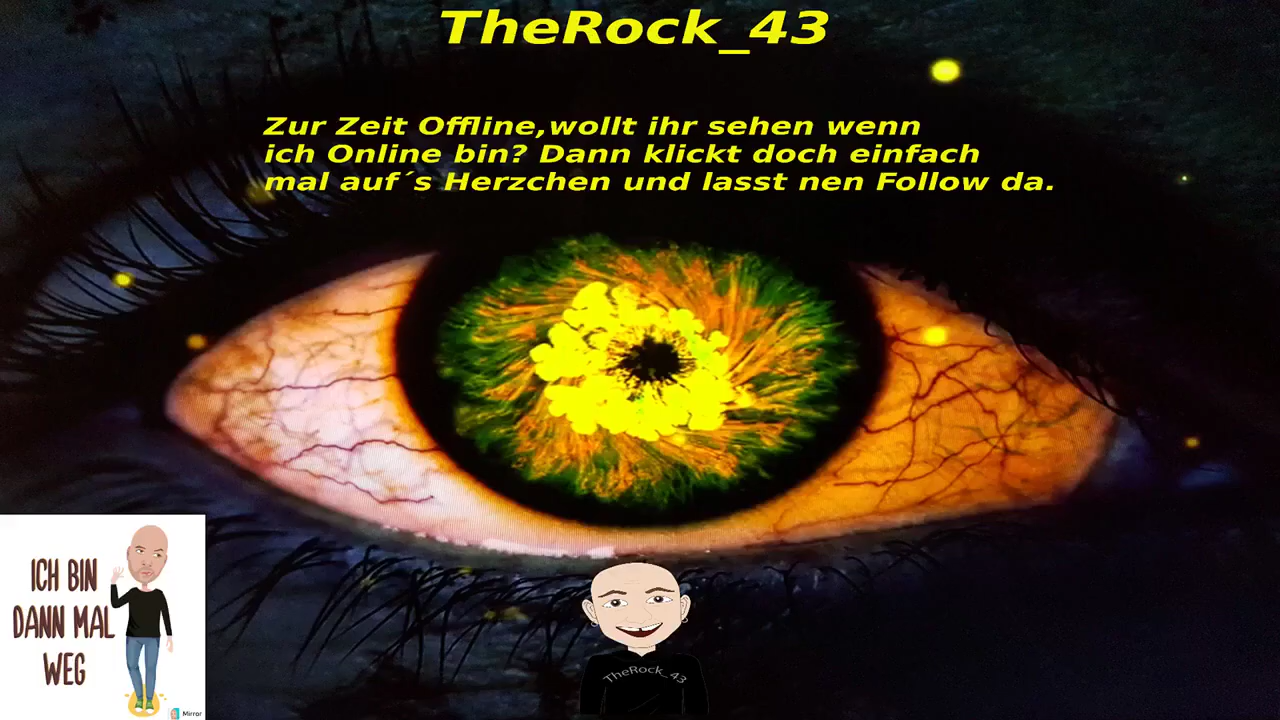 TheRock_43
Zur Zeit Offline,wollt ihr sehen wenn
ich Online bin? Dann klickt doch einfach
mal auf´s Herzchen und lasst nen Follow da.
ICH BIN
DANN MAL
WEG
Mirror
TheRock_43